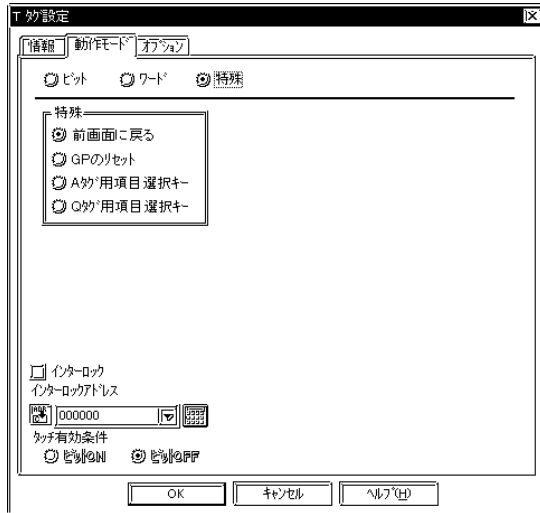 T ﾀｸﾞ設定
情報 動作ﾓｰﾄﾞ ｵﾌﾟｼｮﾝ
ﾋﾞｯﾄ ﾜｰﾄﾞ 特殊
特殊
前画面に戻る
GPのﾘｾｯﾄ
Aﾀｸﾞ用項目選択ｷｰ
Qﾀｸﾞ用項目選択ｷｰ
ｲﾝﾀｰﾛｯｸ
ｲﾝﾀｰﾛｯｸｱﾄﾞﾚｽ
000000
ﾀｯﾁ有効条件
ﾋﾞｯﾄON ﾋﾞｯﾄOFF
OK ｷｬﾝｾﾙ ﾍﾙﾌﾟ(H)